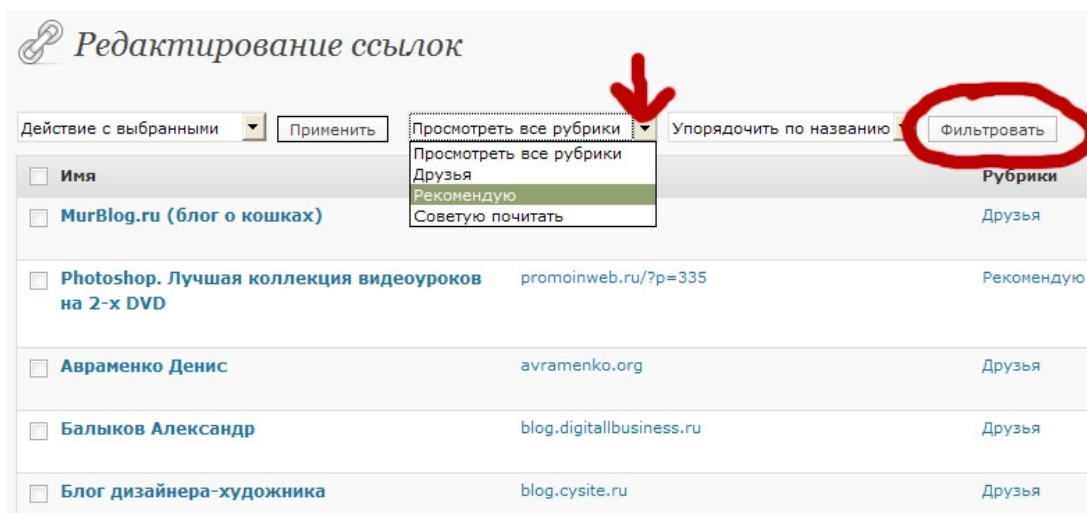 Редактирование ссылок
Действие с выбранными Применить Просмотреть все рубрики Упорядочить по названию Фильтровать
Просмотреть все рубрики
Друзья
Рекомендую
Советую почитать
Имя Рубрики
MurBlog.ru (блог о кошках) Друзья
Photoshop. Лучшая коллекция видеоуроков promoinweb.ru/?p=335 Рекомендую
на 2-х DVD
Авраменко Денис avramenko.org Друзья
Балыков Александр blog.digitallbusiness.ru Друзья
Блог дизайнера-художника blog.cysite.ru Друзья